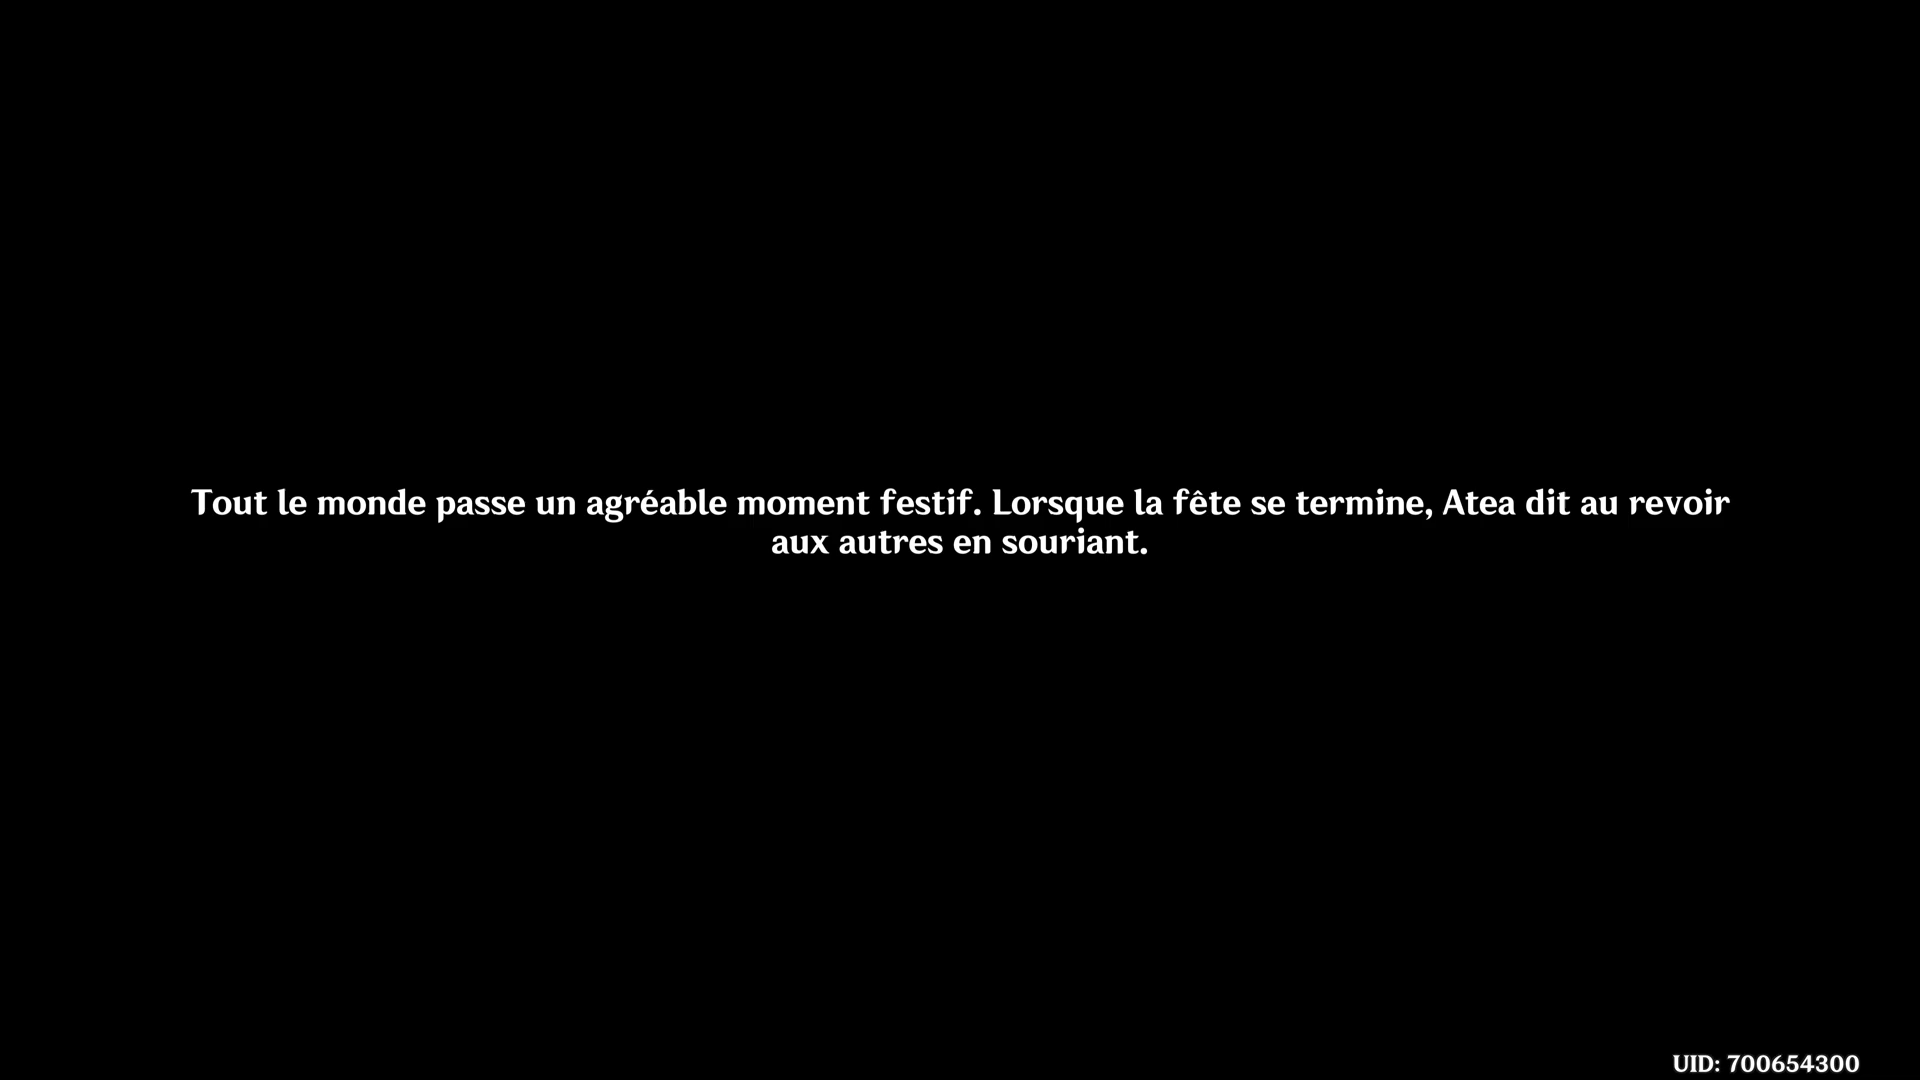 Tout le monde passe un agréable moment festif. Lorsque la fête se termine, Atea dit au revoir
aux autres en souriant.
UID: 700654300